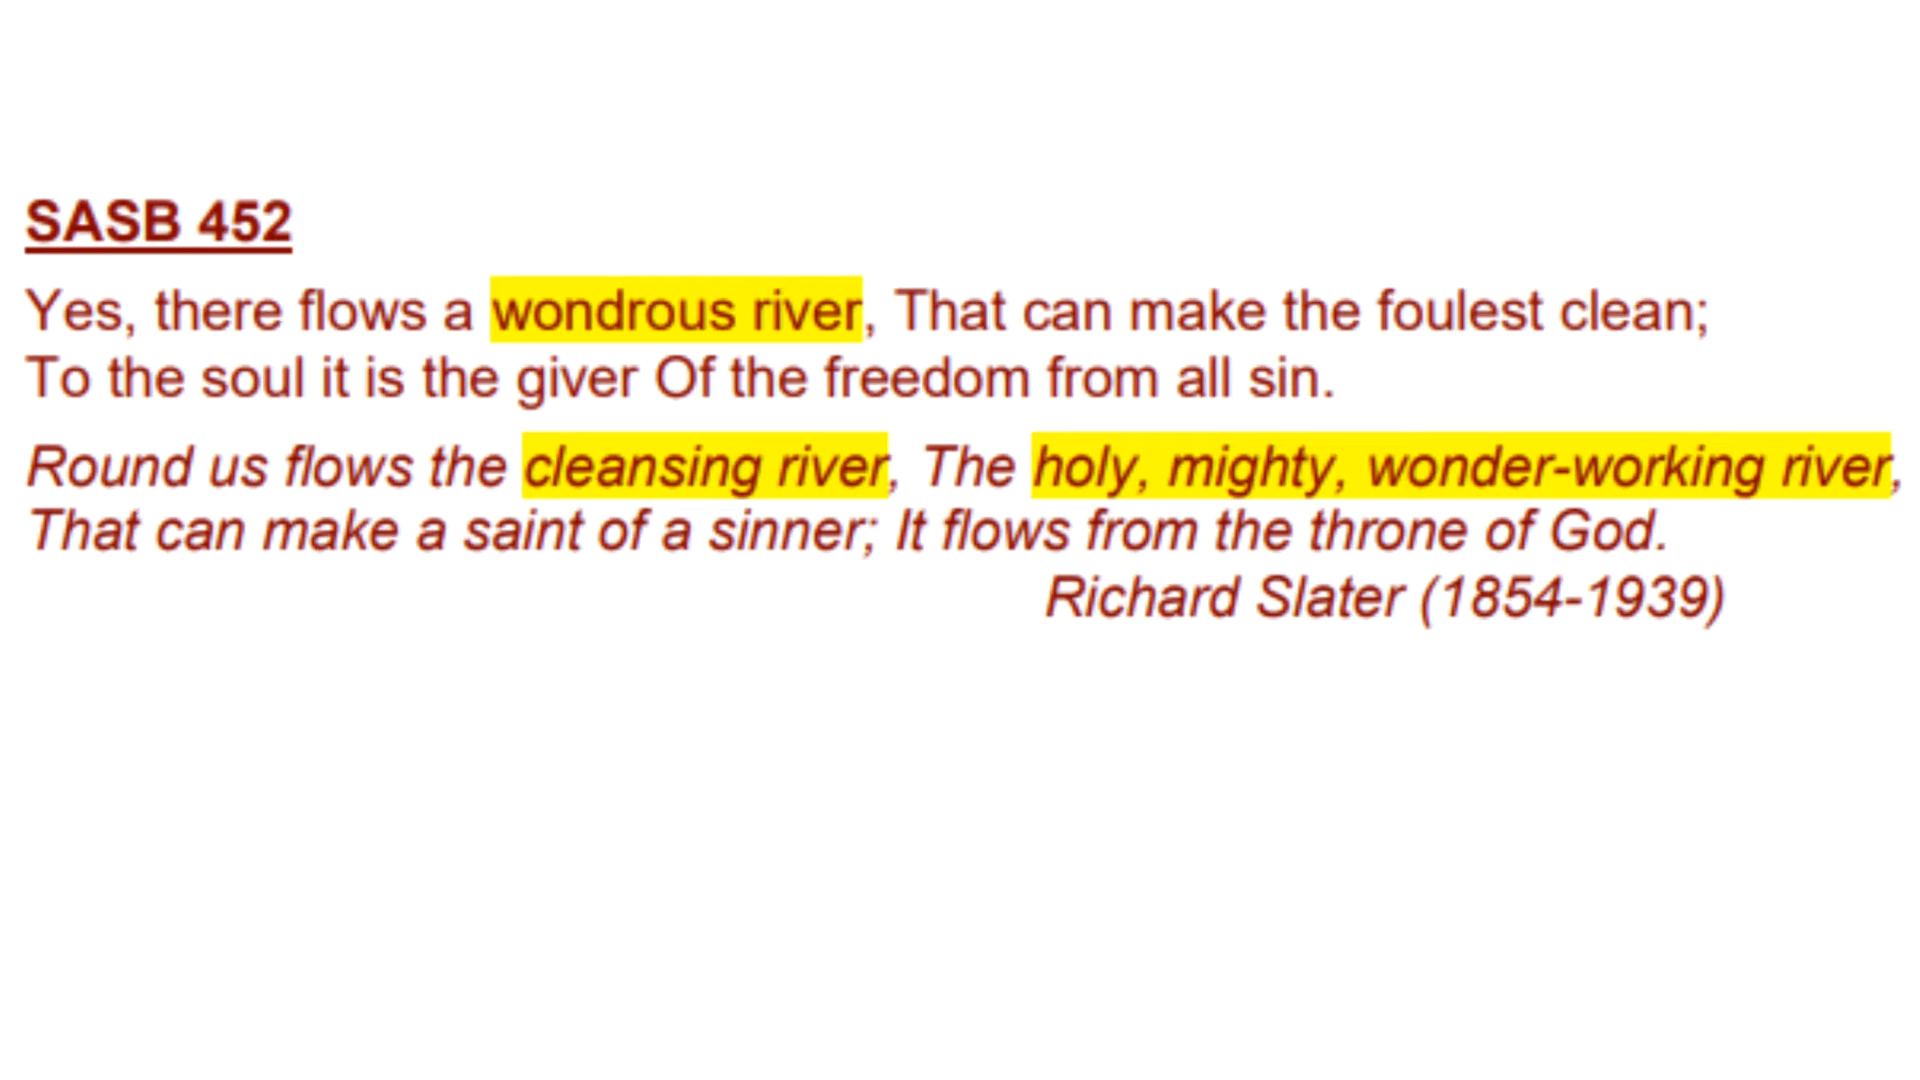 SASB 452
Yes, there flows a wondrous river, That can make the foulest clean;
To the soul it is the giver Of the freedom from all sin.
Round us flows the cleansing river, The holy, mighty, wonder-working river,
That can make a saint of a sinner; It flows from the throne of God.
Richard Slater (1854-1939)